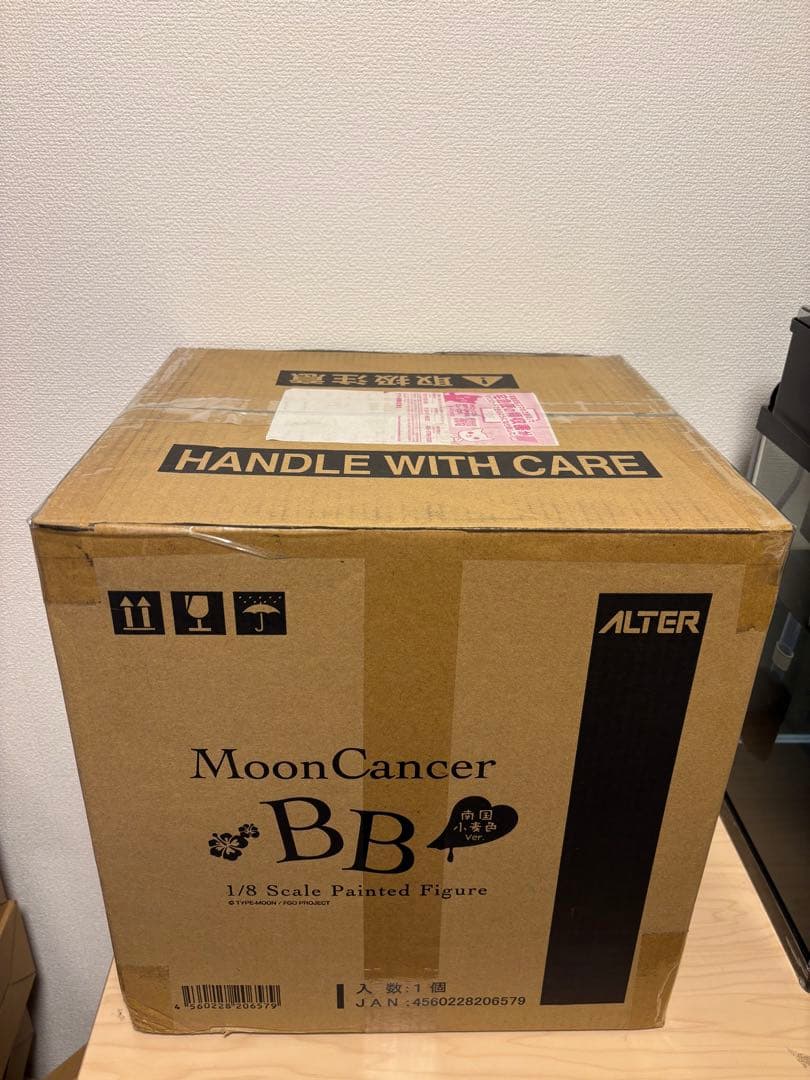 ⚠取扱注意
HANDLE WITH CARE
ALTER
MoonCancer
BB
南国
小麦色
Ver.
1/8 Scale Painted Figure
© TYPE-MOON / FGO PROJECT
4 560228 206579
入 数:1個
JAN:4560228206579